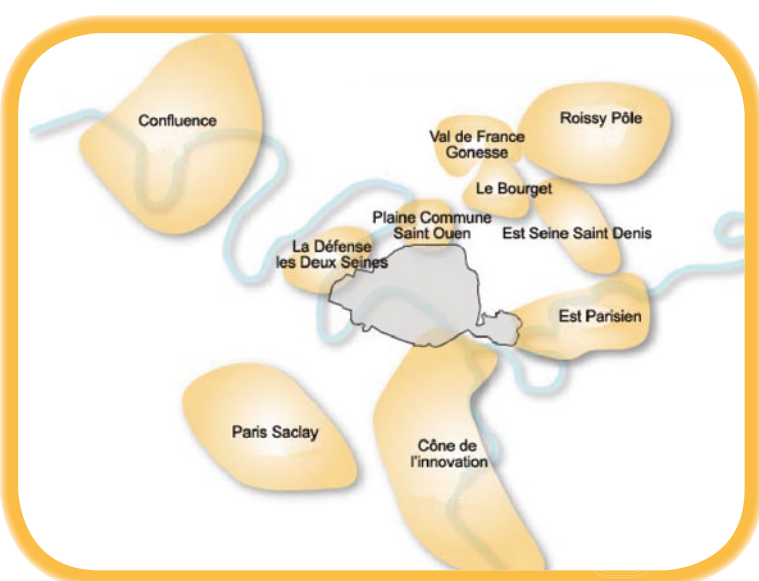 Confluence
Roissy Pôle
Val de France
Gonesse
Le Bourget
Plaine Commune
Saint Ouen
Est Seine Saint Denis
La Défense
les Deux Seines
Est Parisien
Paris Saclay
Cône de
l'innovation